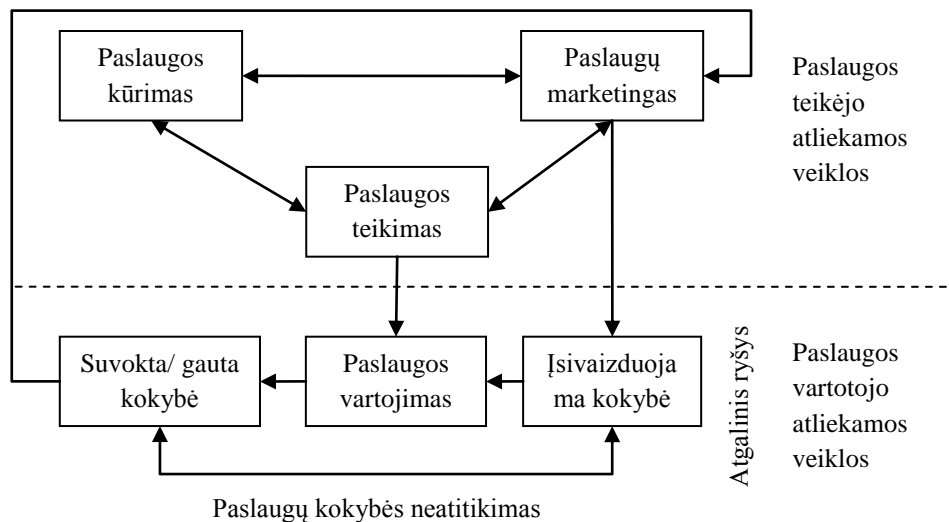 Paslaugos
kūrimas
Paslaugų
marketingas
Paslaugos
teikėjo
atliekamos
veiklos
Paslaugos
teikimas
Suvokta/ gauta
kokybė
Paslaugos
vartojimas
Įsivaizduoja
ma kokybė
Atgalinis ryšys
Paslaugos
vartotojo
atliekamos
veiklos
Paslaugų kokybės neatitikimas